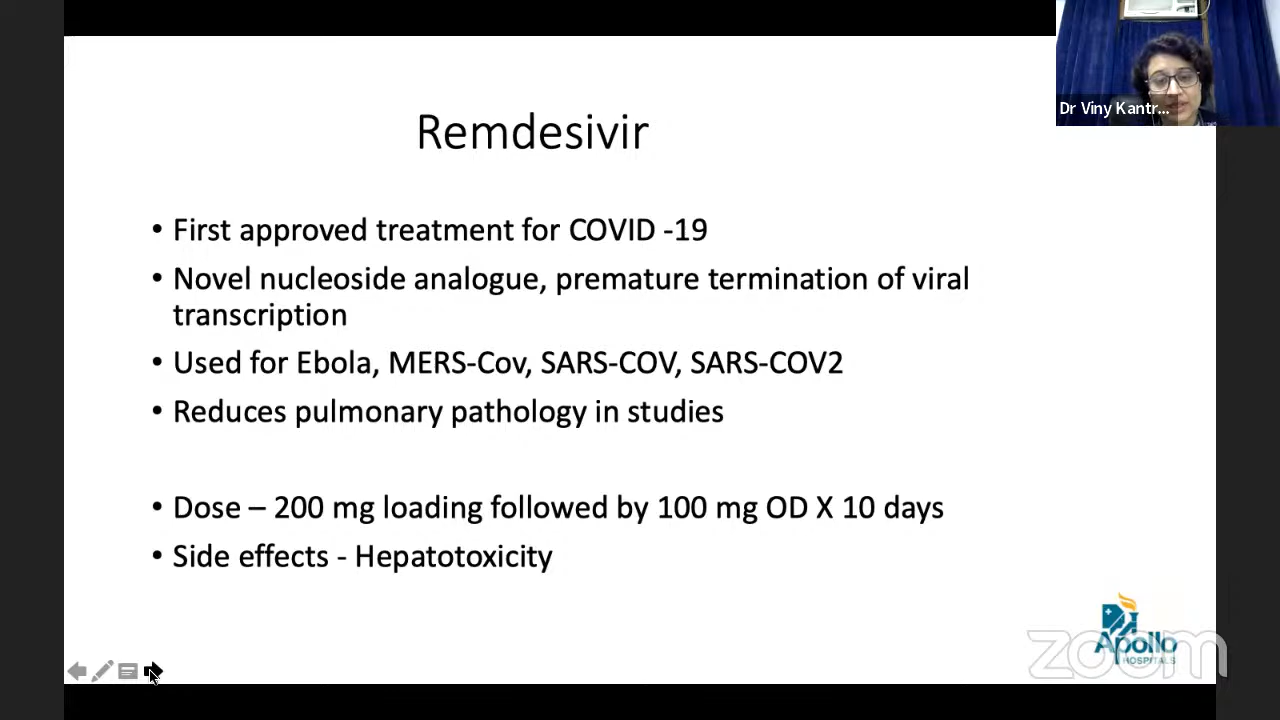 Dr Viny Kantr...
Remdesivir
• First approved treatment for COVID -19
• Novel nucleoside analogue, premature termination of viral
transcription
• Used for Ebola, MERS-Cov, SARS-COV, SARS-COV2
• Reduces pulmonary pathology in studies
• Dose – 200 mg loading followed by 100 mg OD X 10 days
• Side effects - Hepatotoxicity
Apollo
HOSPITALS
zoom